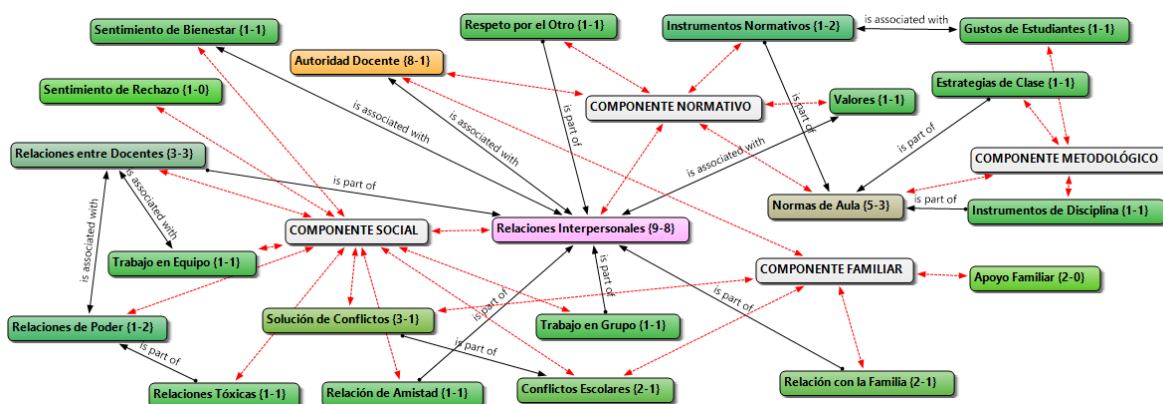 Sentimiento de Bienestar {1-1}
Respeto por el Otro {1-1}
Instrumentos Normativos {1-2}
is associated with
Gustos de Estudiantes {1-1}
Autoridad Docente {8-1}
Sentimiento de Rechazo {1-0}
Estrategias de Clase {1-1}
COMPONENTE NORMATIVO
Valores {1-1}
is part of
is part of
is associated with
is associated with
is associated with
Relaciones entre Docentes {3-3}
COMPONENTE METODOLÓGICO
is part of
is part of
is associated with
is associated with
Normas de Aula {5-3}
is part of
Instrumentos de Disciplina {1-1}
COMPONENTE SOCIAL
Relaciones Interpersonales {9-8}
Trabajo en Equipo {1-1}
COMPONENTE FAMILIAR
Apoyo Familiar {2-0}
is part of
is part of
is part of
Relaciones de Poder {1-2}
Solución de Conflictos {3-1}
Trabajo en Grupo {1-1}
is part of
is part of
Relaciones Tóxicas {1-1}
Relación de Amistad {1-1}
Conflictos Escolares {2-1}
Relación con la Familia {2-1}